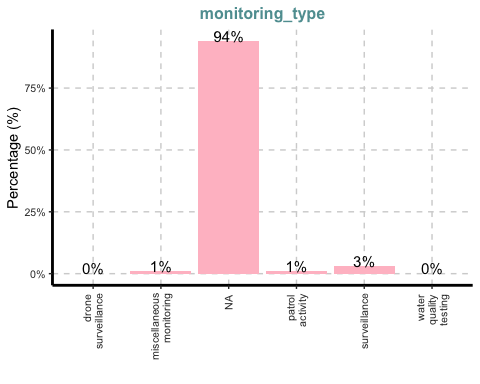 monitoring_type
Percentage (%)
75%
50%
25%
0%
0%
1%
94%
1%
3%
0%
drone
surveillance
miscellaneous
monitoring
NA
patrol
activity
surveillance
water
quality
testing